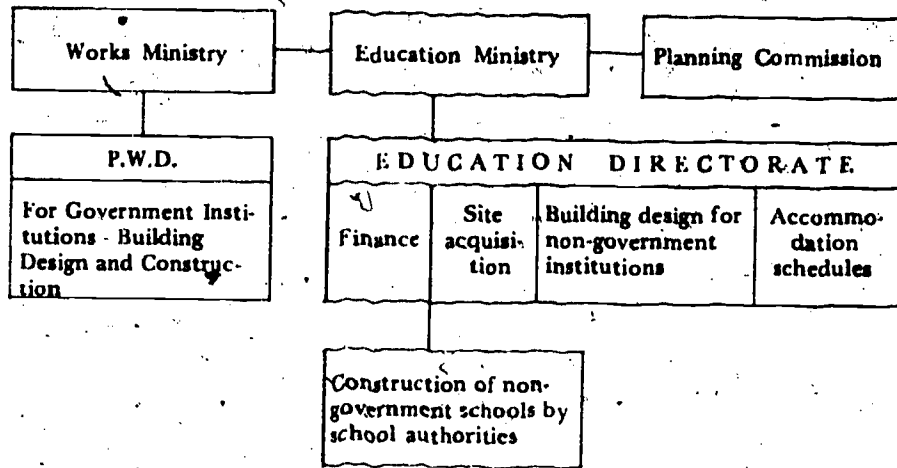 Works Ministry
Education Ministry
Planning Commission
P.W.D.
For Government Insti-
tutions - Building
Design and Construc-
tion
EDUCATION DIRECTORATE
Finance
Site
acquisi-
tion
Building design for
non-government
institutions
Accommo-
dation
schedules
Construction of non-
government schools by
school authorities